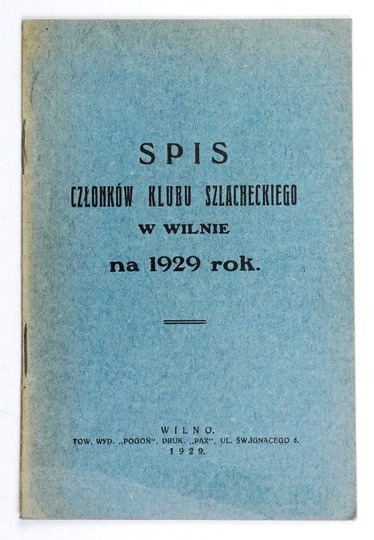 SPIS
CZŁONKÓW KLUBU SZLACHECKIEGO
W WILNIE
na 1929 rok.
WILNO.
TOW. WYD. „POGOŃ”, DRUK. „PAX”, UL. ŚW.IGNACEGO 5.
1929.